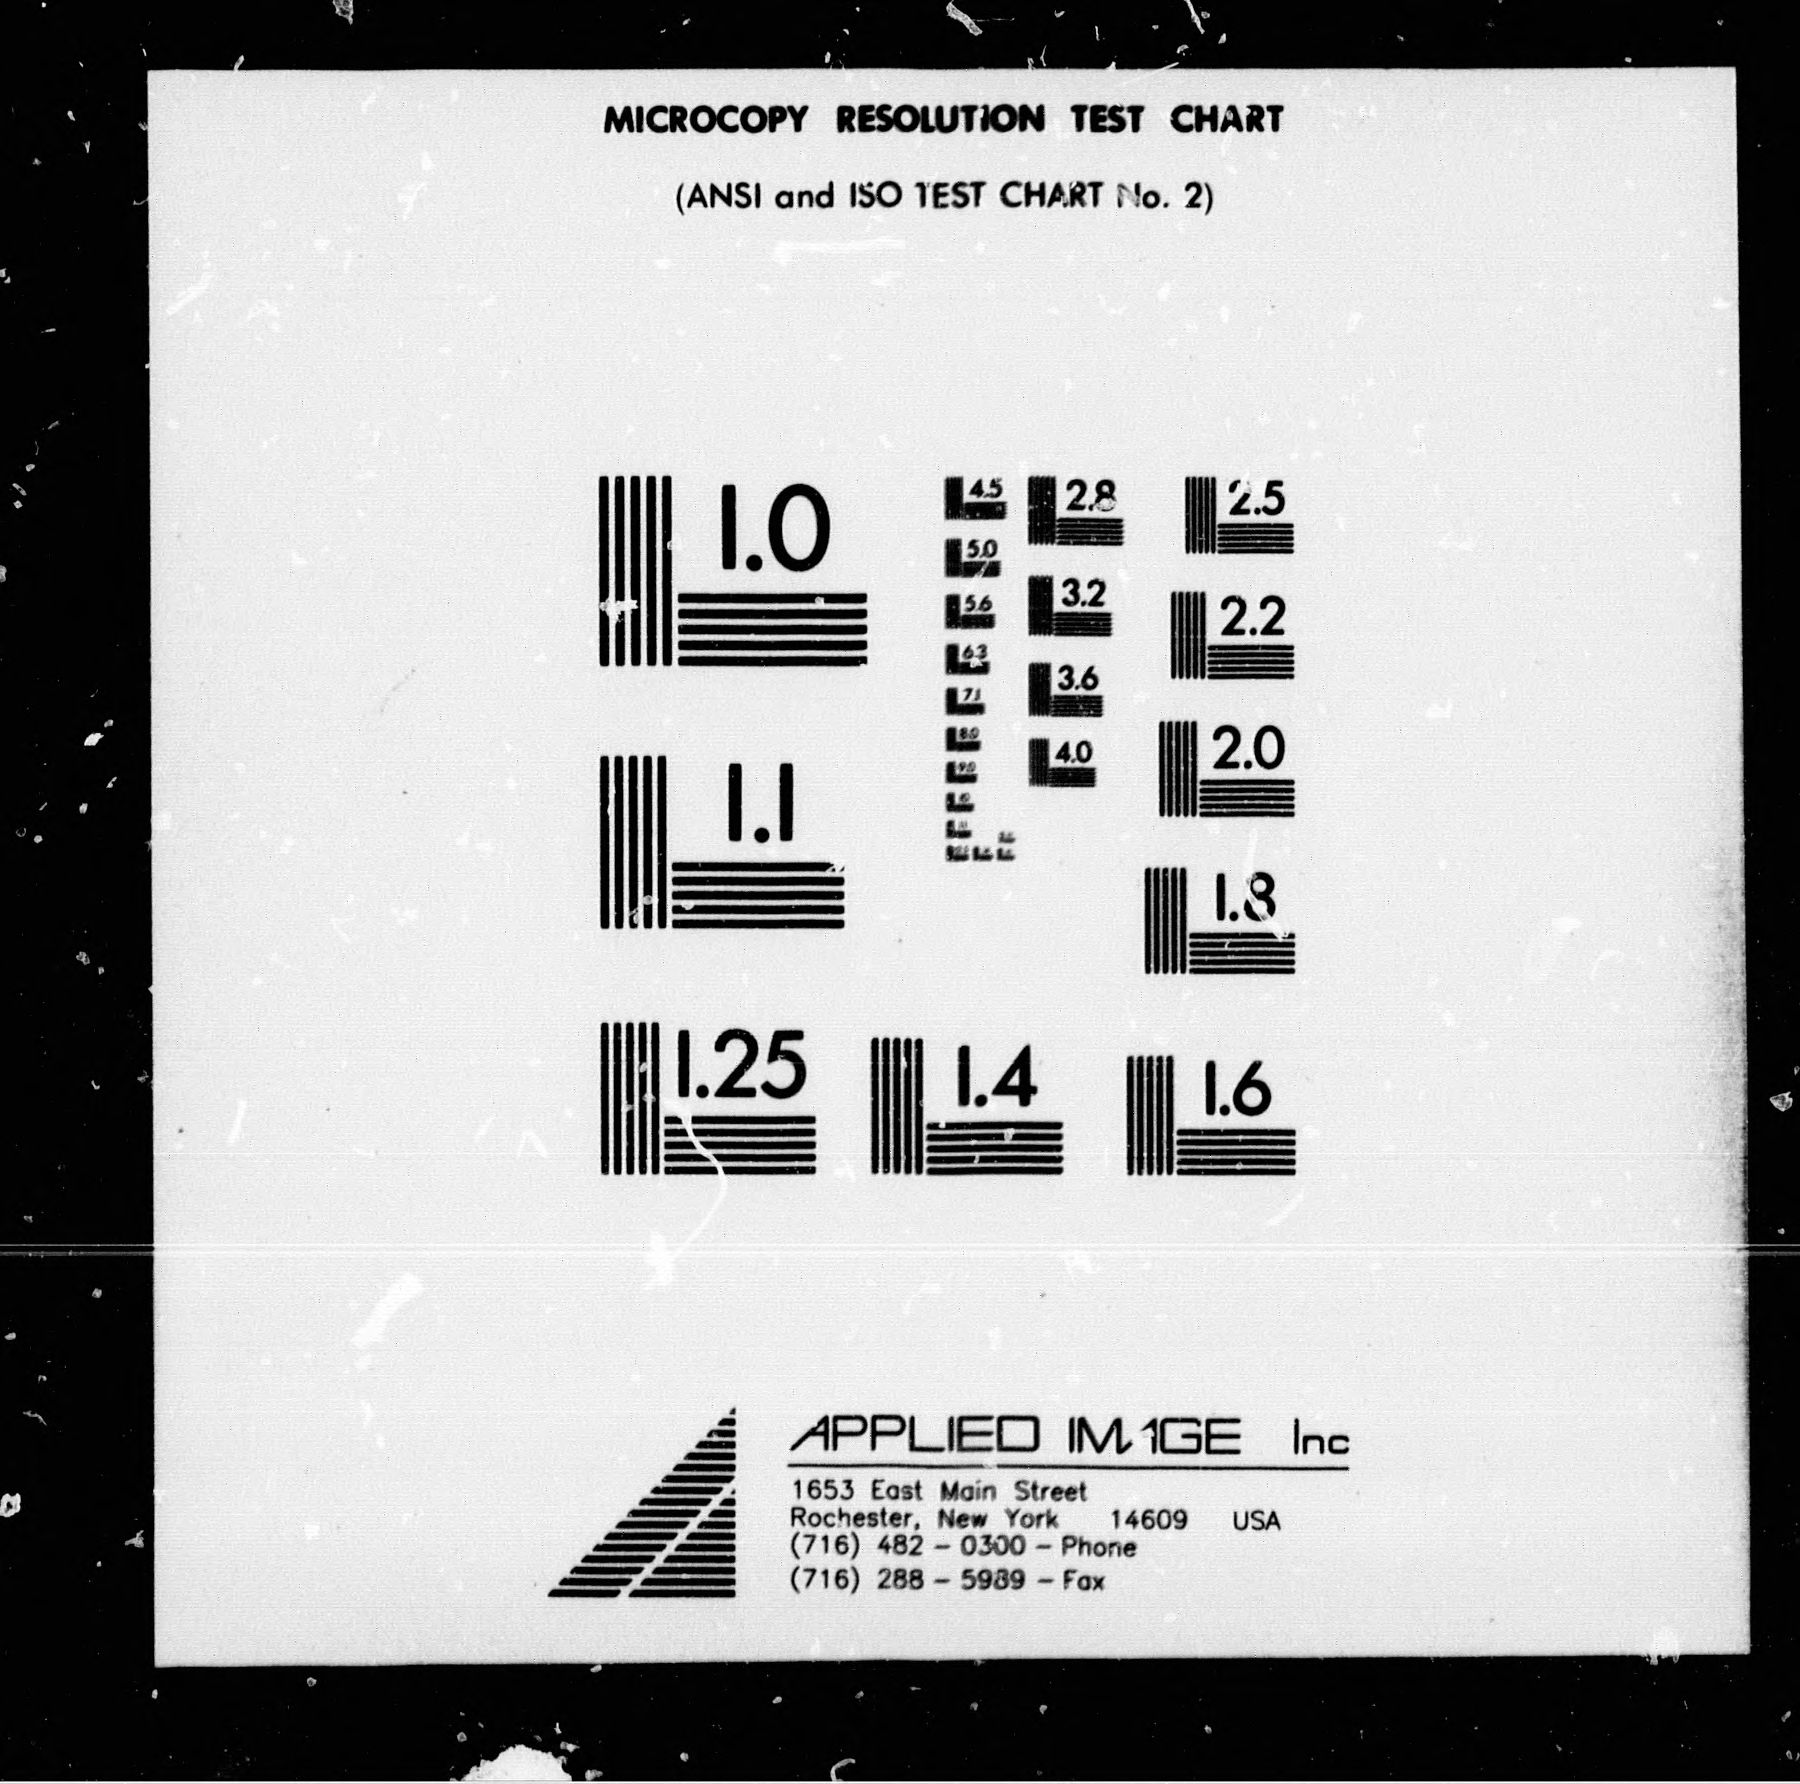 MICROCOPY RESOLUTION TEST CHART
(ANSI and ISO TEST CHART No. 2)
1.0
1.1
1.25
1.4
1.6
1.8
2.0
2.2
2.5
2.8
3.2
3.6
4.0
4.5
5.0
5.6
6.3
7.1
8.0
9.0
APPLIED IMAGE Inc
1653 East Main Street
Rochester, New York 14609 USA
(716) 482 - 0300 - Phone
(716) 288 - 5989 - Fax